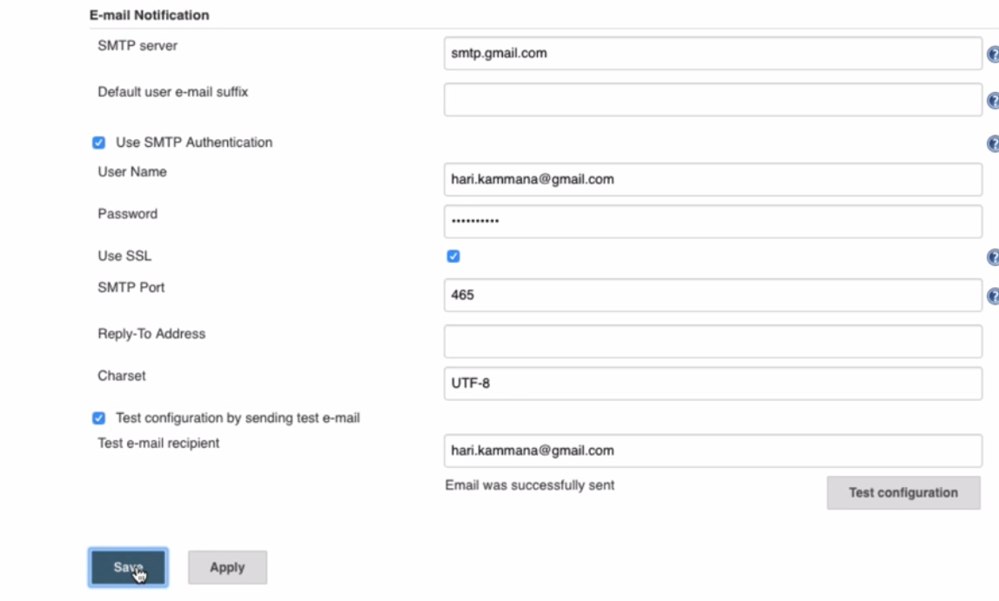 E-mail Notification
SMTP server
smtp.gmail.com
Default user e-mail suffix
Use SMTP Authentication
User Name
hari.kammana@gmail.com
Password
••••••••••
Use SSL
SMTP Port
465
Reply-To Address
Charset
UTF-8
Test configuration by sending test e-mail
Test e-mail recipient
hari.kammana@gmail.com
Email was successfully sent
Test configuration
Save Apply